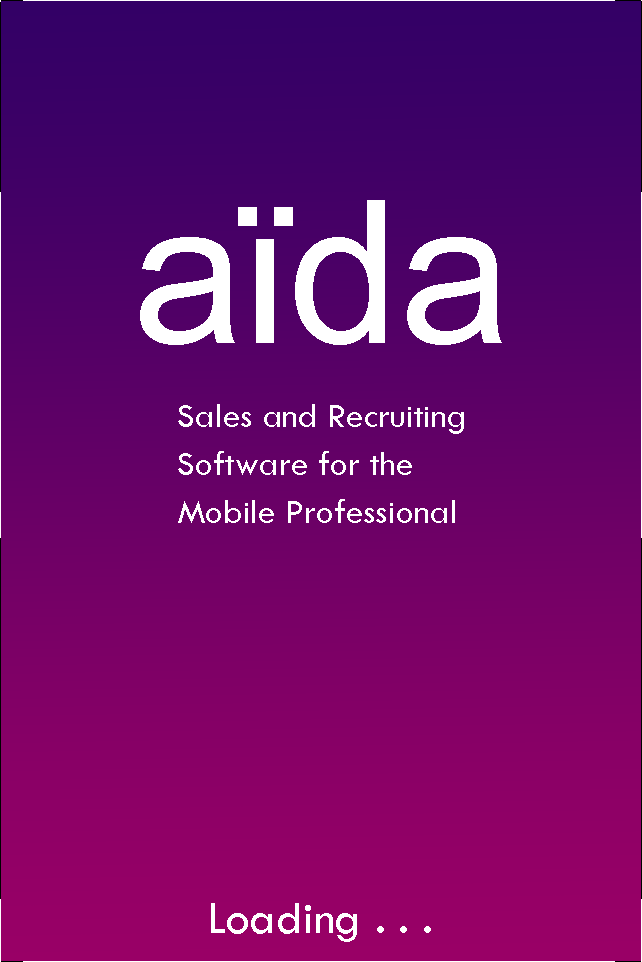 aïda
Sales and Recruiting
Software for the
Mobile Professional
Loading . . .